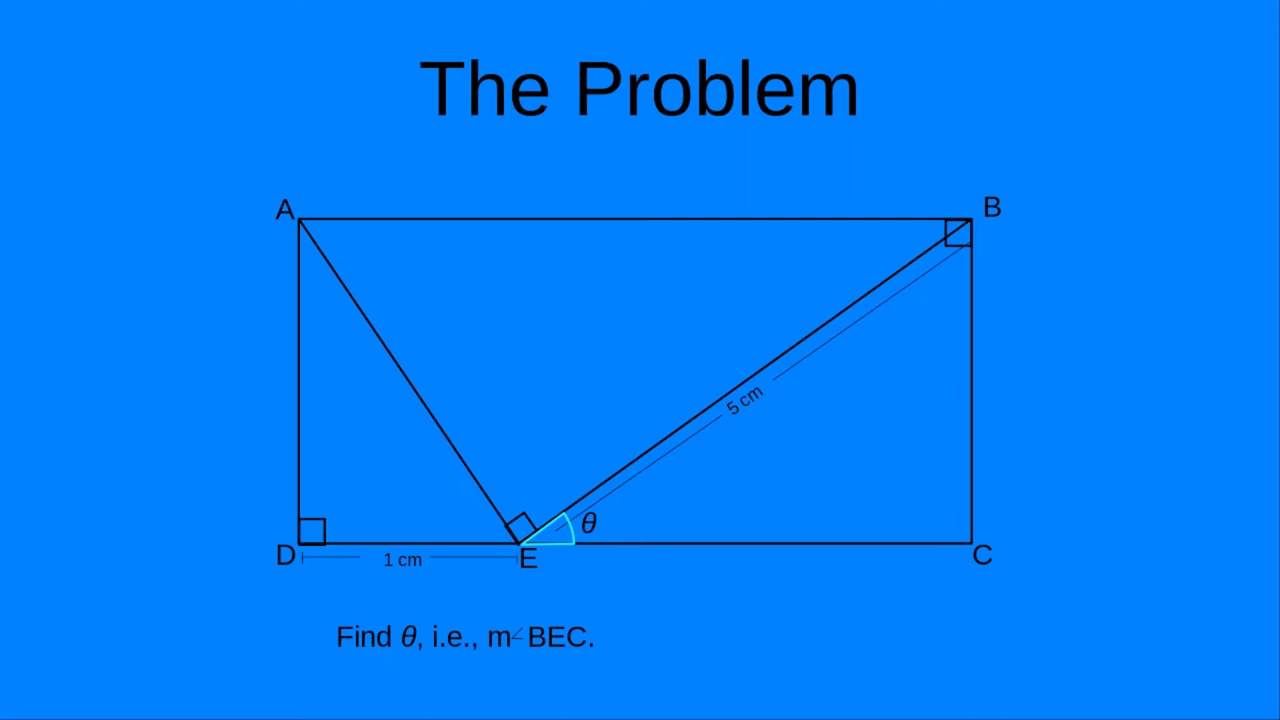 The Problem
A
B
5 cm
θ
D
1 cm
E
C
Find θ, i.e., m∠BEC.